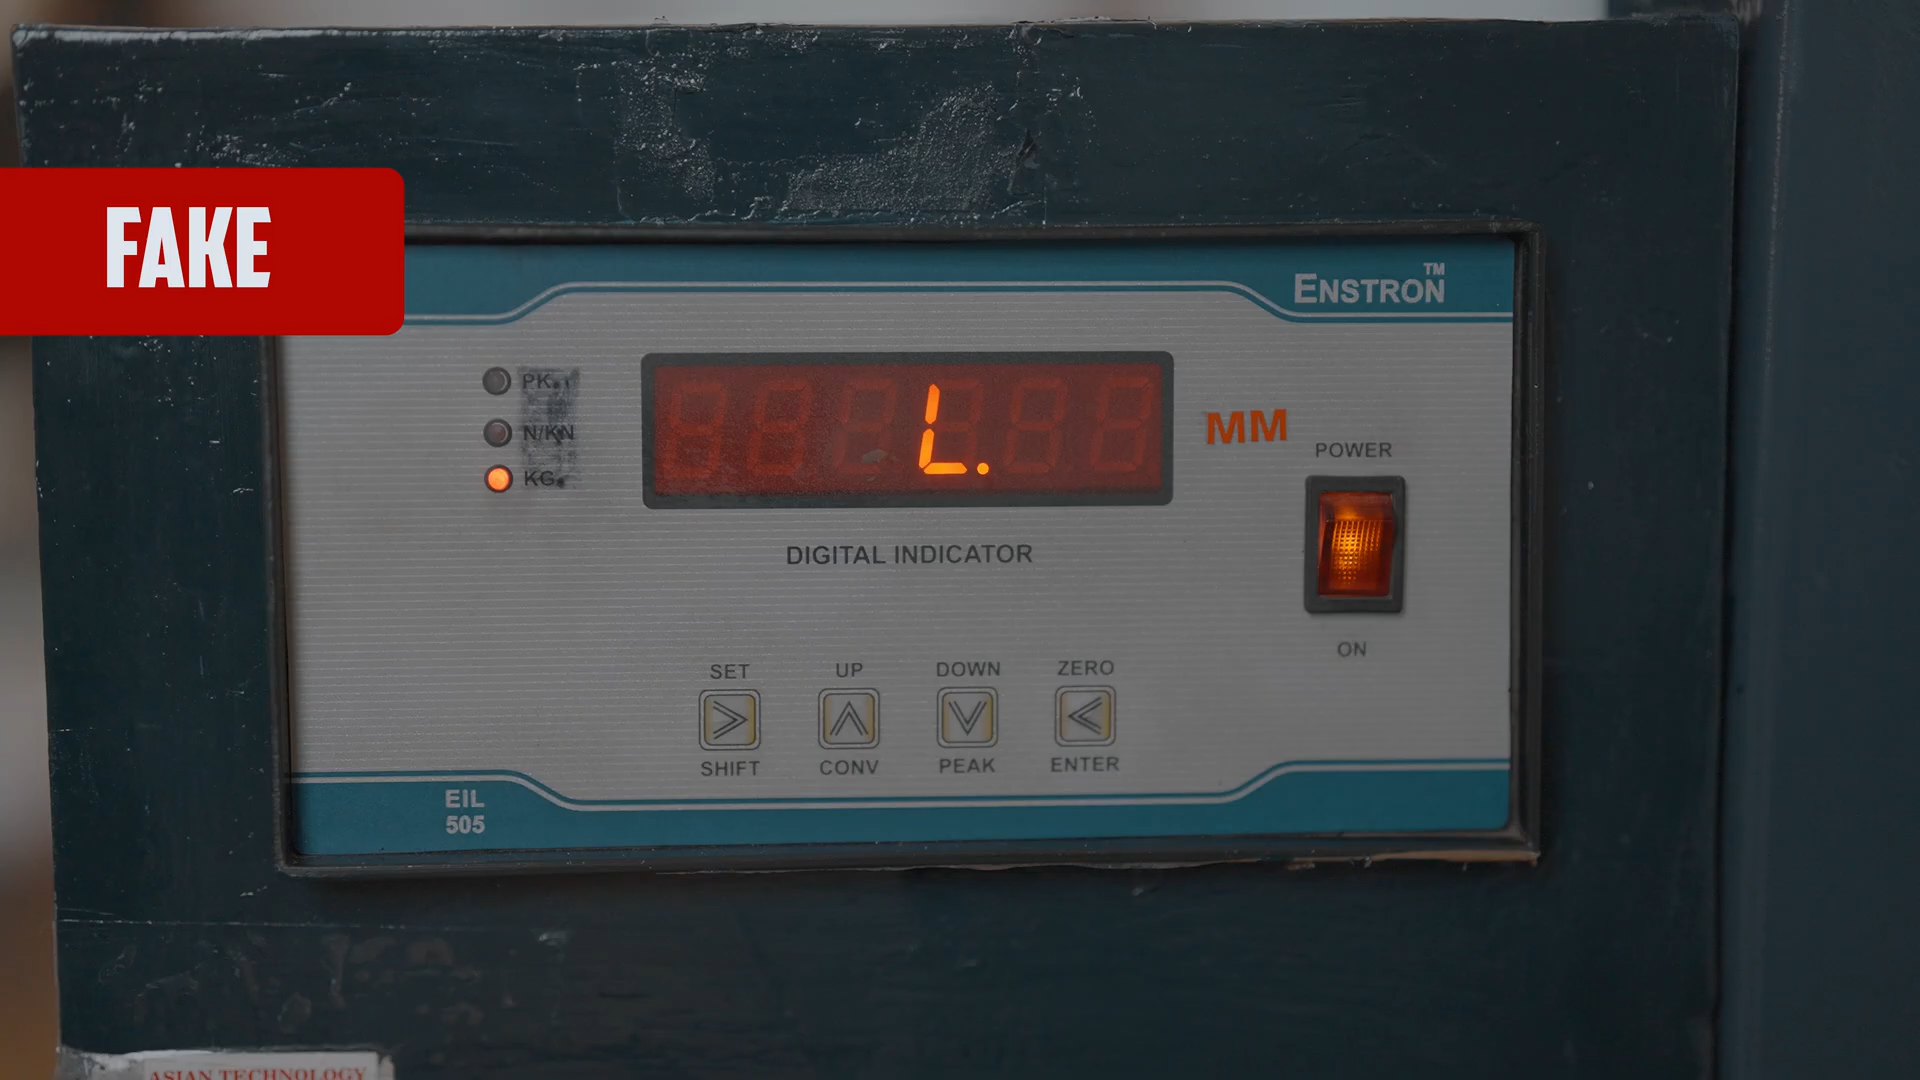 FAKE
ENSTRON™
PK.
N/KN
KG.
L.
MM
POWER
ON
DIGITAL INDICATOR
SET UP DOWN ZERO
SHIFT CONV PEAK ENTER
EIL
505
ASIAN TECHNOLOGY